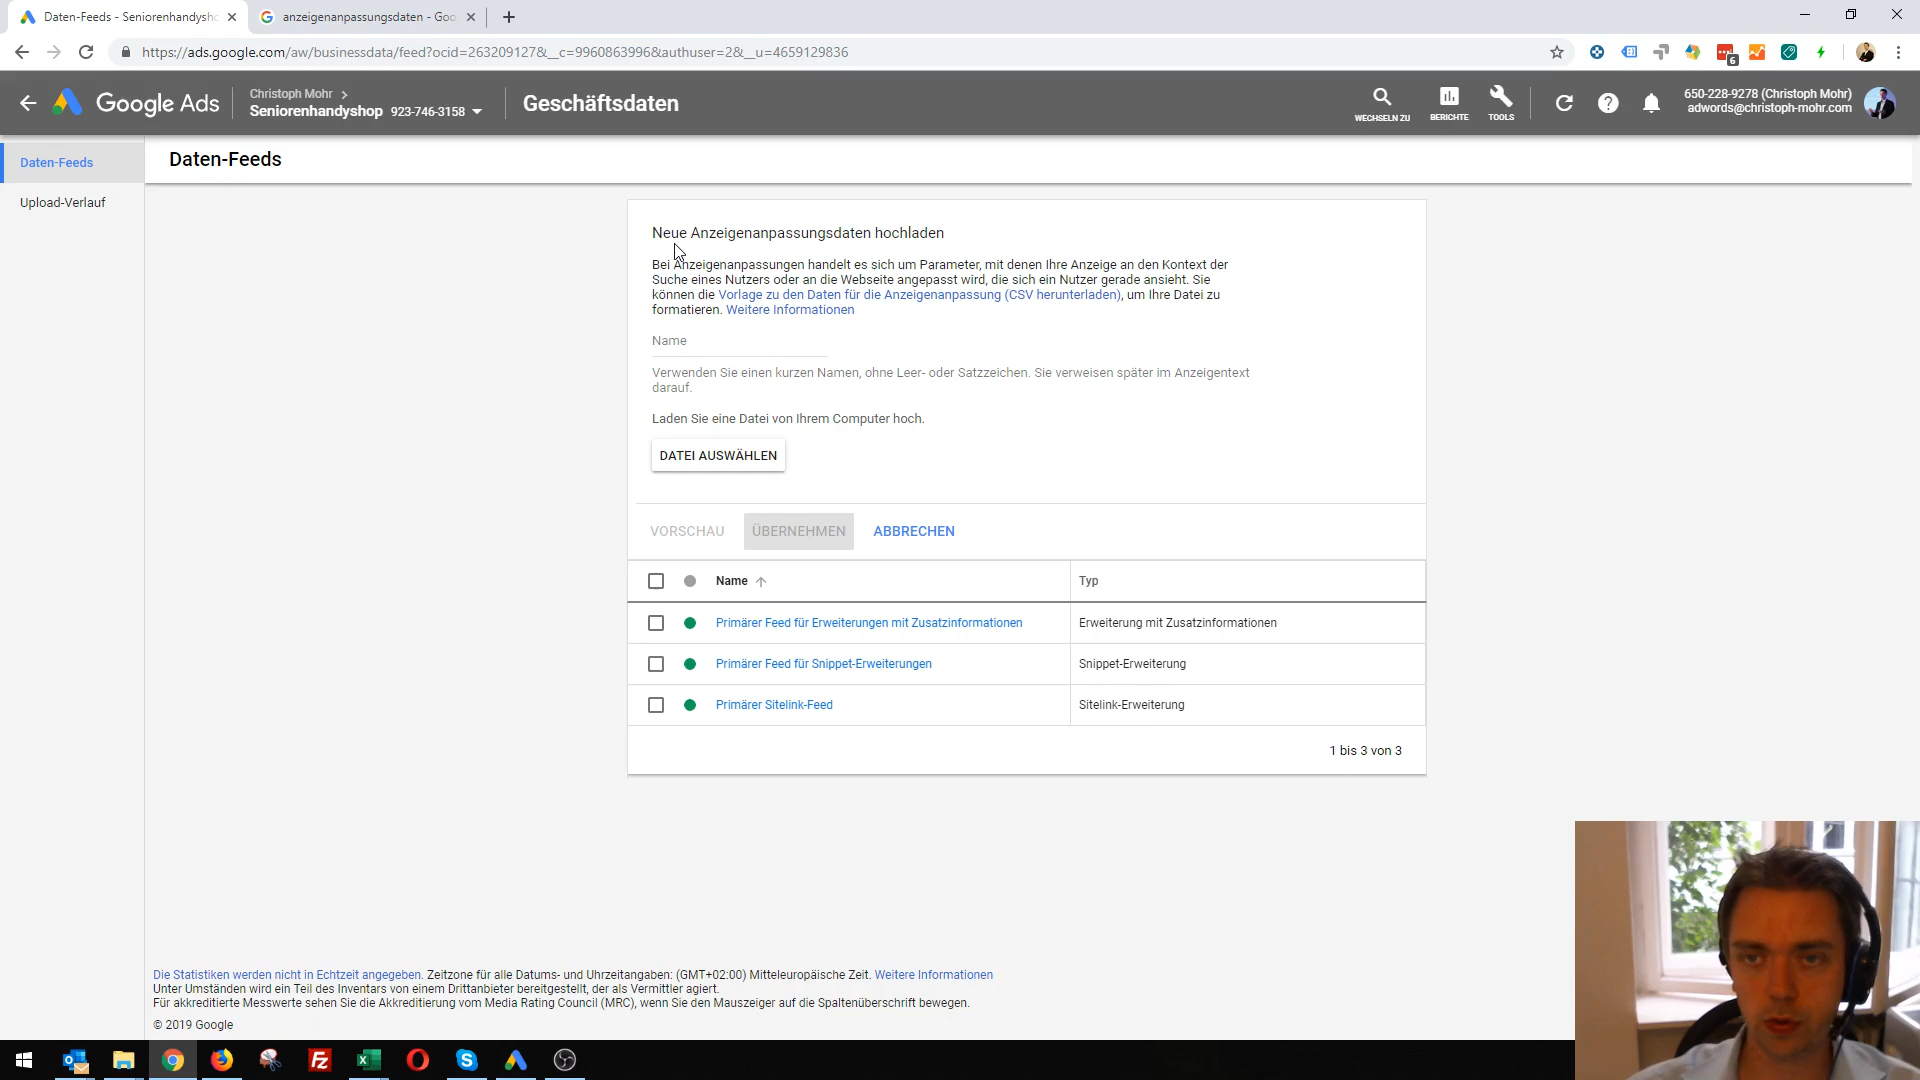 Daten-Feeds - Seniorenhandysho
anzeigenanpassungsdaten - Goo
https://ads.google.com/aw/businessdata/feed?ocid=263209127&__c=9960863996&authuser=2&__u=4659129836
6
Google Ads
Christoph Mohr
Seniorenhandyshop 923-746-3158
Geschäftsdaten
WECHSELN ZU
BERICHTE
TOOLS
650-228-9278 (Christoph Mohr)
adwords@christoph-mohr.com
Daten-Feeds
Upload-Verlauf
Daten-Feeds
Neue Anzeigenanpassungsdaten hochladen
Bei Anzeigenanpassungen handelt es sich um Parameter, mit denen Ihre Anzeige an den Kontext der
Suche eines Nutzers oder an die Webseite angepasst wird, die sich ein Nutzer gerade ansieht. Sie
können die Vorlage zu den Daten für die Anzeigenanpassung (CSV herunterladen), um Ihre Datei zu
formatieren. Weitere Informationen
Name
Verwenden Sie einen kurzen Namen, ohne Leer- oder Satzzeichen. Sie verweisen später im Anzeigentext
darauf.
Laden Sie eine Datei von Ihrem Computer hoch.
DATEI AUSWÄHLEN
VORSCHAU ÜBERNEHMEN ABBRECHEN
Name Typ
Primärer Feed für Erweiterungen mit Zusatzinformationen Erweiterung mit Zusatzinformationen
Primärer Feed für Snippet-Erweiterungen Snippet-Erweiterung
Primärer Sitelink-Feed Sitelink-Erweiterung
1 bis 3 von 3
Die Statistiken werden nicht in Echtzeit angegeben. Zeitzone für alle Datums- und Uhrzeitangaben: (GMT+02:00) Mitteleuropäische Zeit. Weitere Informationen
Unter Umständen wird ein Teil des Inventars von einem Drittanbieter bereitgestellt, der als Vermittler agiert.
Für akkreditierte Messwerte sehen Sie die Akkreditierung vom Media Rating Council (MRC), wenn Sie den Mauszeiger auf die Spaltenüberschrift bewegen.
© 2019 Google